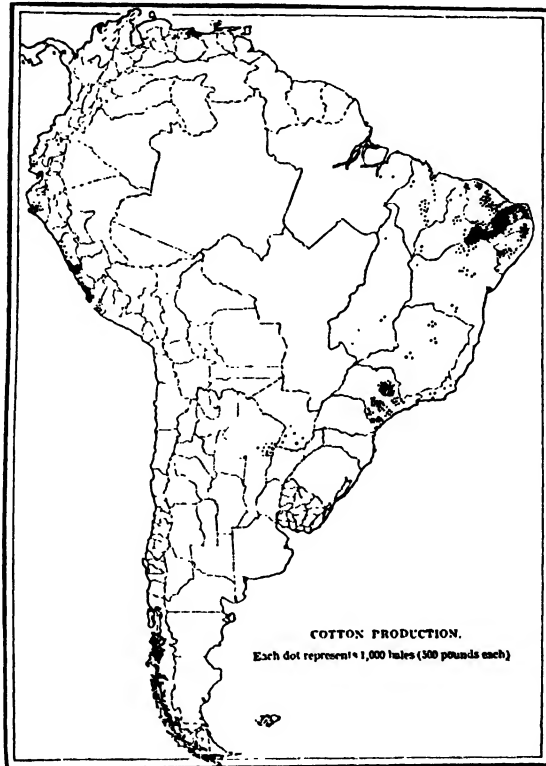 COTTON PRODUCTION.
Each dot represents 1,000 bales (500 pounds each)